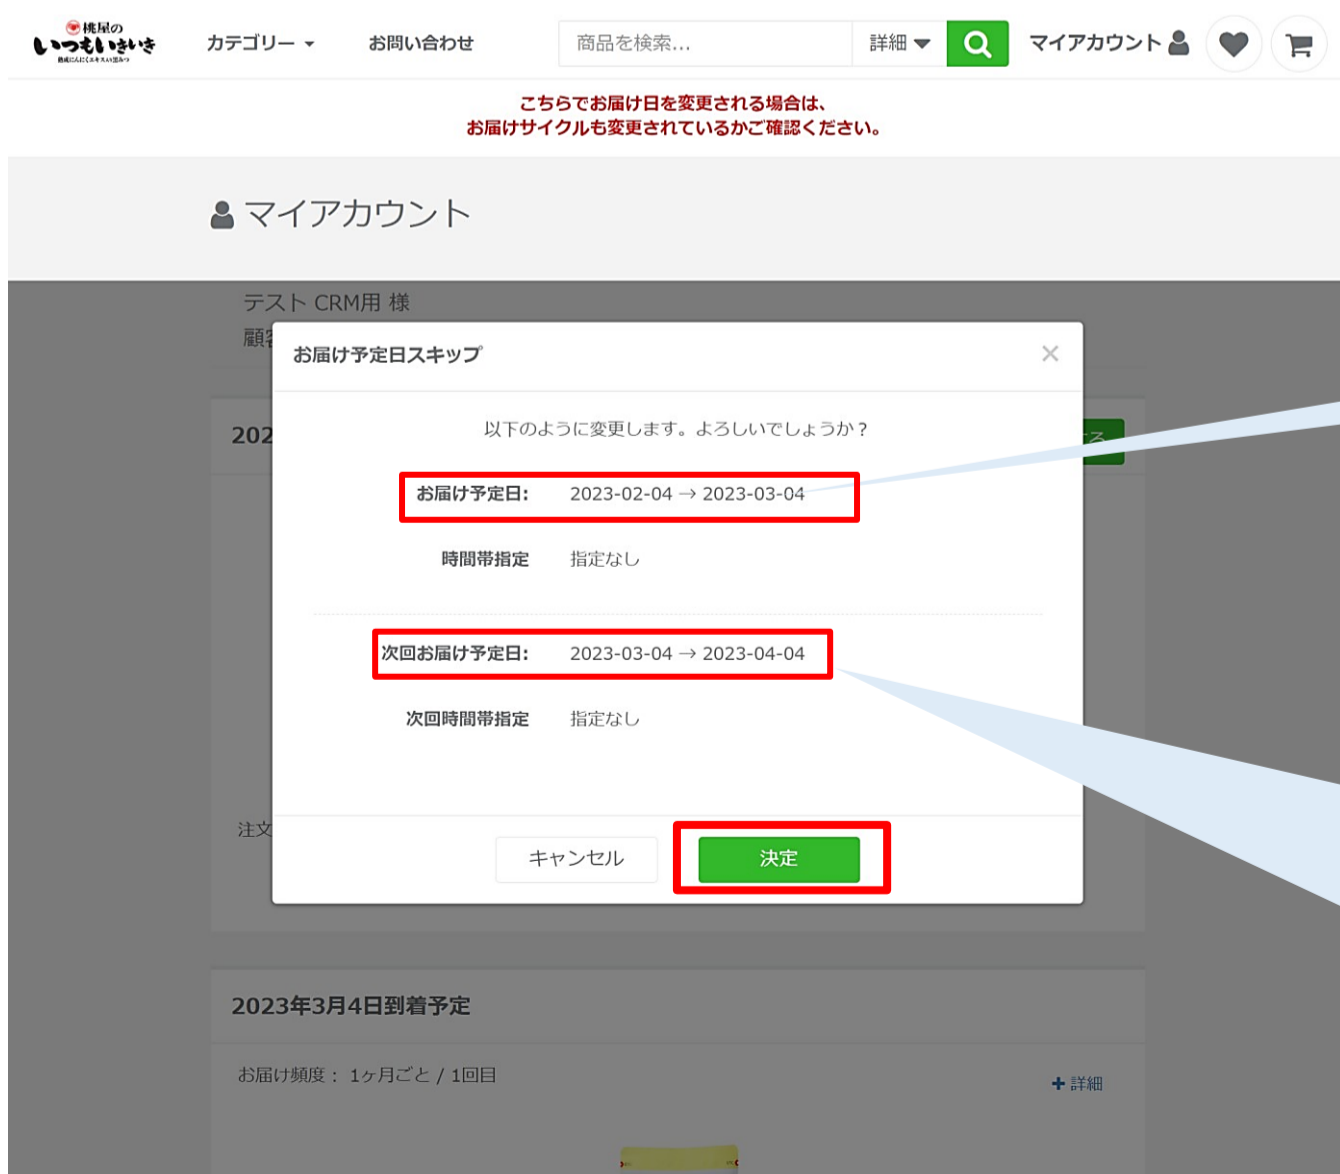 桃屋の
いつもいきいき
カテゴリー
お問い合わせ
商品を検索...
詳細
マイアカウント
こちらでお届け日を変更される場合は、
お届けサイクルも変更されているかご確認ください。
マイアカウント
テスト CRM用 様
顧客
お届け予定日スキップ
×
202
る
以下のように変更します。よろしいでしょうか？
お届け予定日: 2023-02-04 → 2023-03-04
時間帯指定 指定なし
次回お届け予定日: 2023-03-04 → 2023-04-04
次回時間帯指定 指定なし
注文
キャンセル
決定
2023年3月4日到着予定
お届け頻度： 1ヶ月ごと / 1回目
+ 詳細